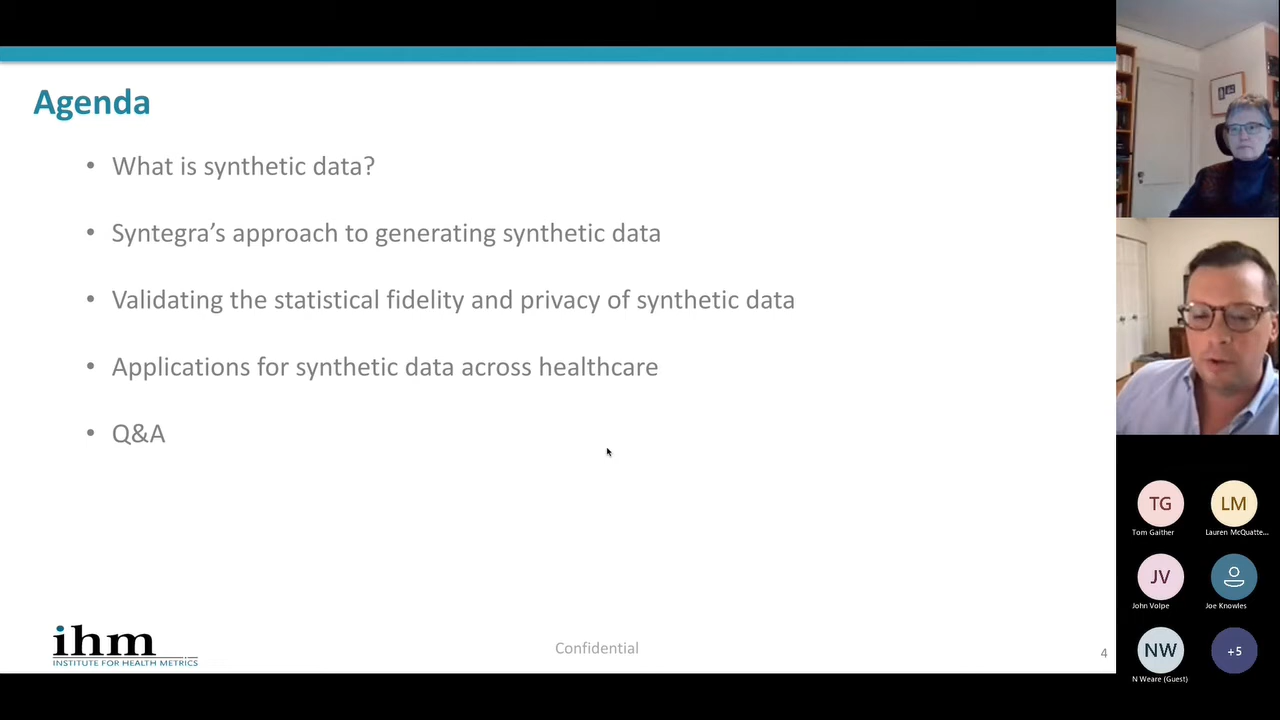 Agenda
• What is synthetic data?
• Syntegra’s approach to generating synthetic data
• Validating the statistical fidelity and privacy of synthetic data
• Applications for synthetic data across healthcare
• Q&A
ihm
INSTITUTE FOR HEALTH METRICS
Confidential
4
TG
Tom Gaither
LM
Lauren McQuatte...
JV
John Volpe
Joe Knowles
NW
N Weare (Guest)
+5